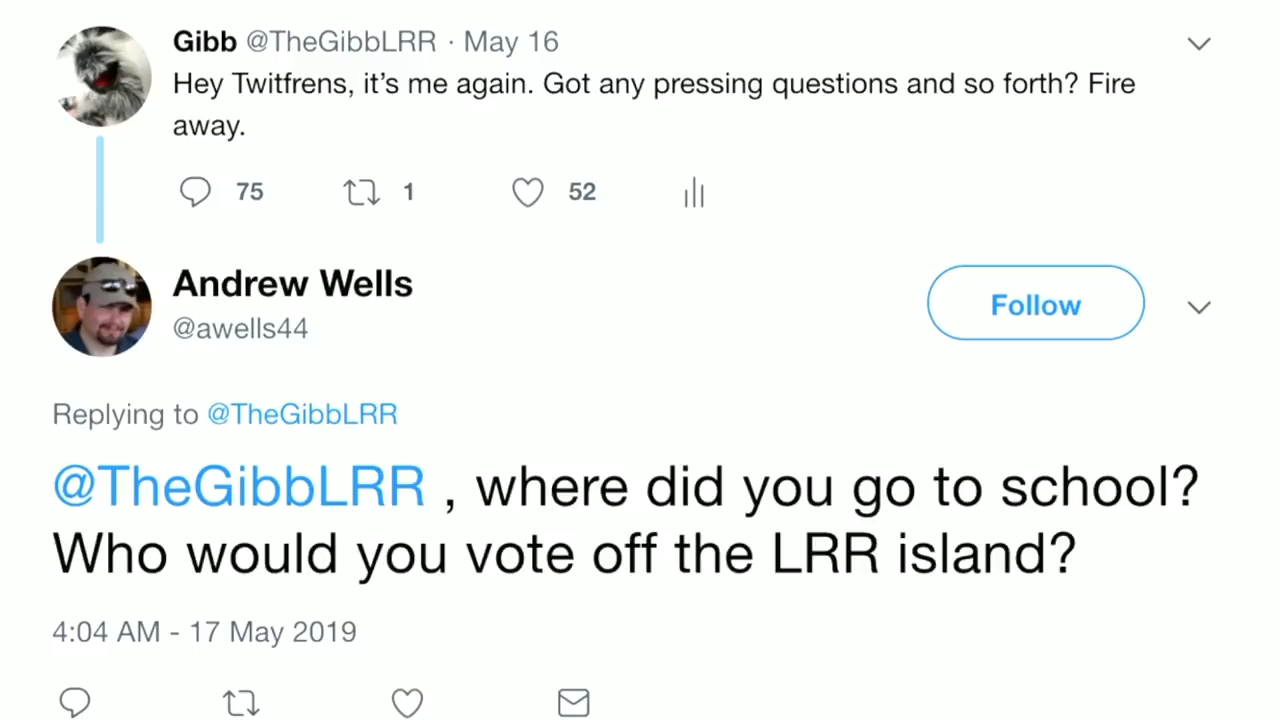 Gibb @TheGibbLRR · May 16
Hey Twitfrens, it's me again. Got any pressing questions and so forth? Fire
away.
75 1 52
Andrew Wells
@awells44
Follow
Replying to @TheGibbLRR
@TheGibbLRR , where did you go to school?
Who would you vote off the LRR island?
4:04 AM - 17 May 2019